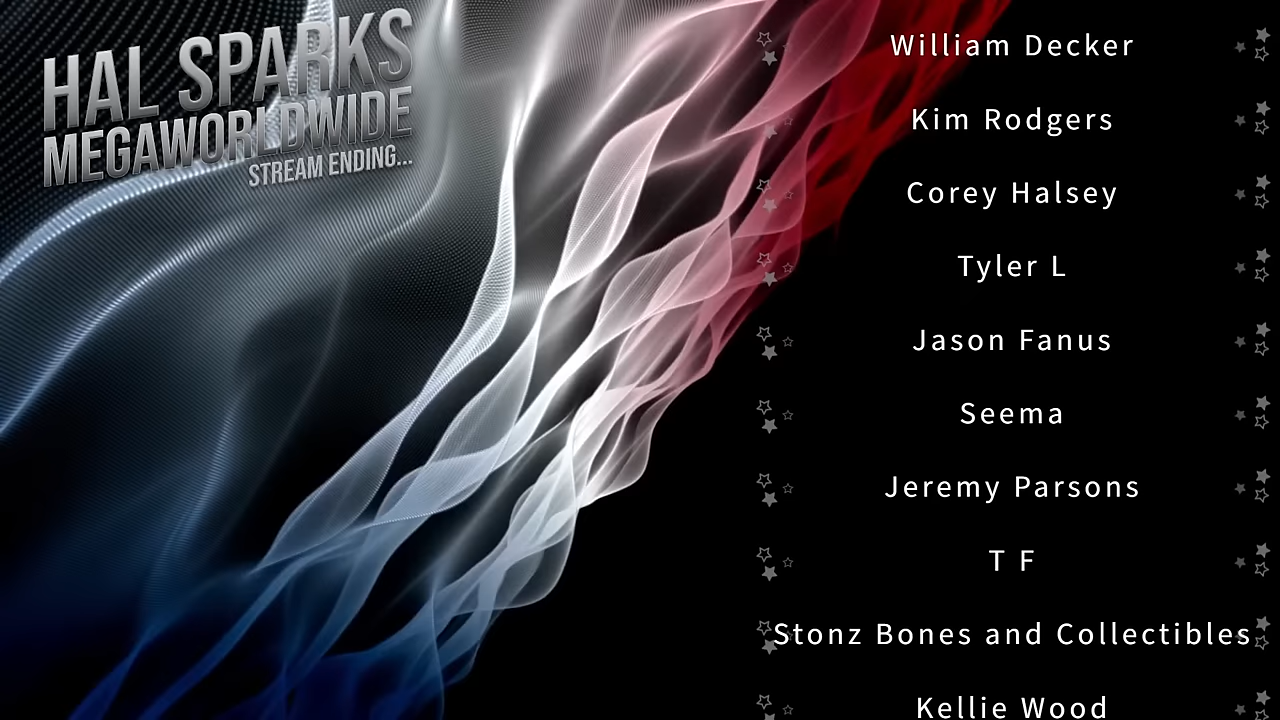 HAL SPARKS
MEGAWORLDWIDE
STREAM ENDING...
William Decker
Kim Rodgers
Corey Halsey
Tyler L
Jason Fanus
Seema
Jeremy Parsons
T F
Stonz Bones and Collectibles
Kellie Wood